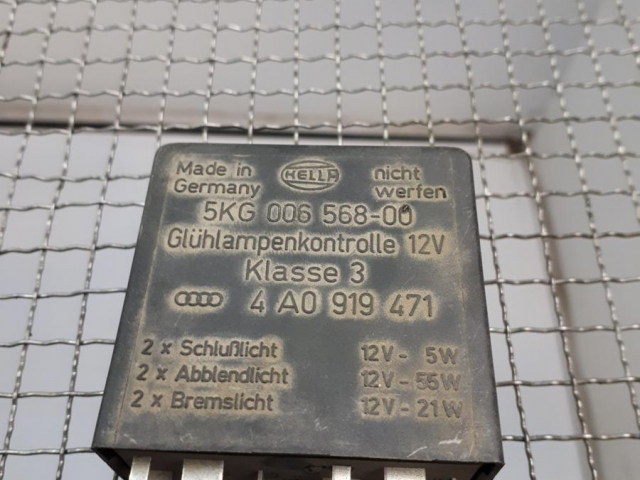 Made in
Germany
HELLA
nicht
werfen
5KG 006 568-00
Glühlampenkontrolle 12V
Klasse 3
4 A0 919 471
2 x Schlußlicht 12V - 5W
2 x Abblendlicht 12V - 55W
2 x Bremslicht 12V - 21W